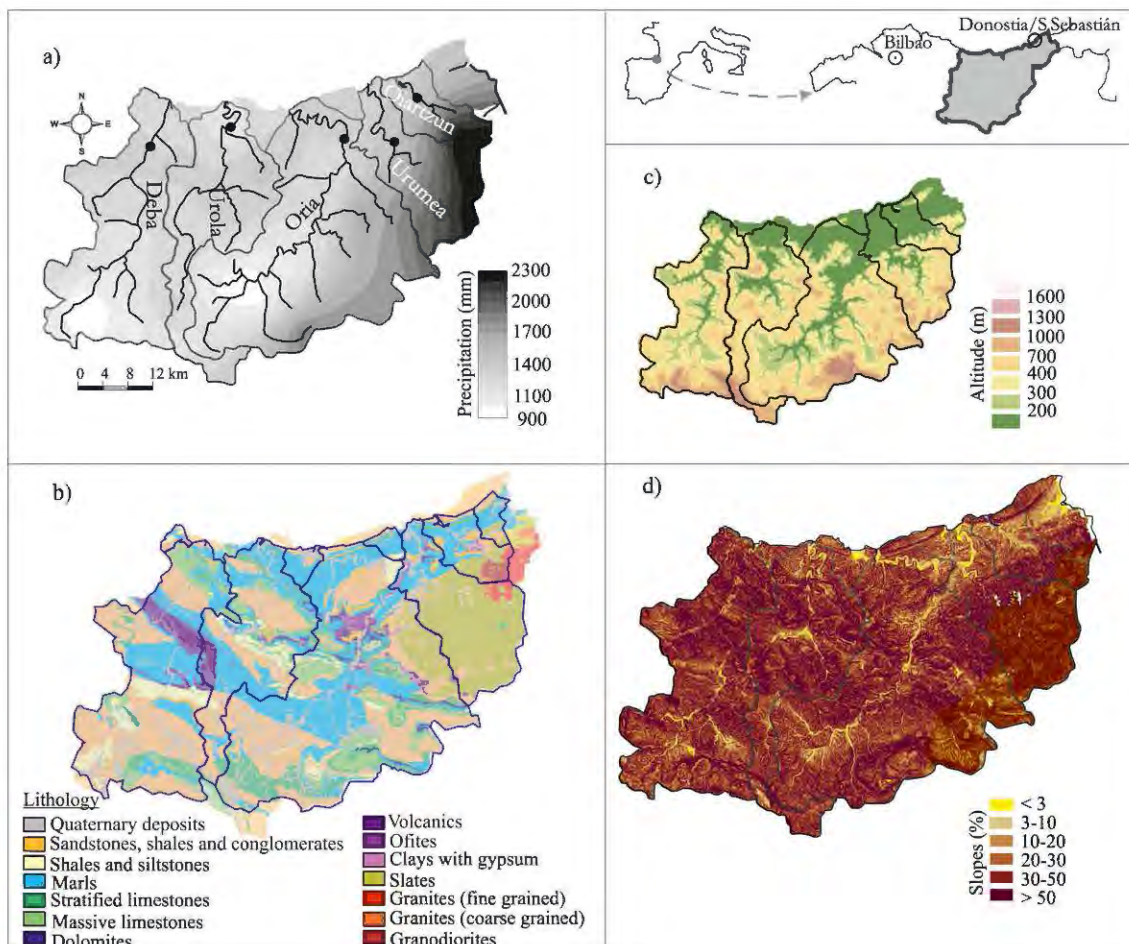 a)
N
W E
S
Deba
Urola
Oria
Urumea
Oiartzun
0 4 8 12 km
Precipitation (mm)
2300
2000
1700
1400
1100
900
Bilbao
Donostia/S.Sebastián
c)
Altitude (m)
1600
1300
1000
700
400
300
200
b)
Lithology
Quaternary deposits
Sandstones, shales and conglomerates
Shales and siltstones
Marls
Stratified limestones
Massive limestones
Dolomites
Volcanics
Ofites
Clays with gypsum
Slates
Granites (fine grained)
Granites (coarse grained)
Granodiorites
d)
Slopes (%)
< 3
3-10
10-20
20-30
30-50
> 50